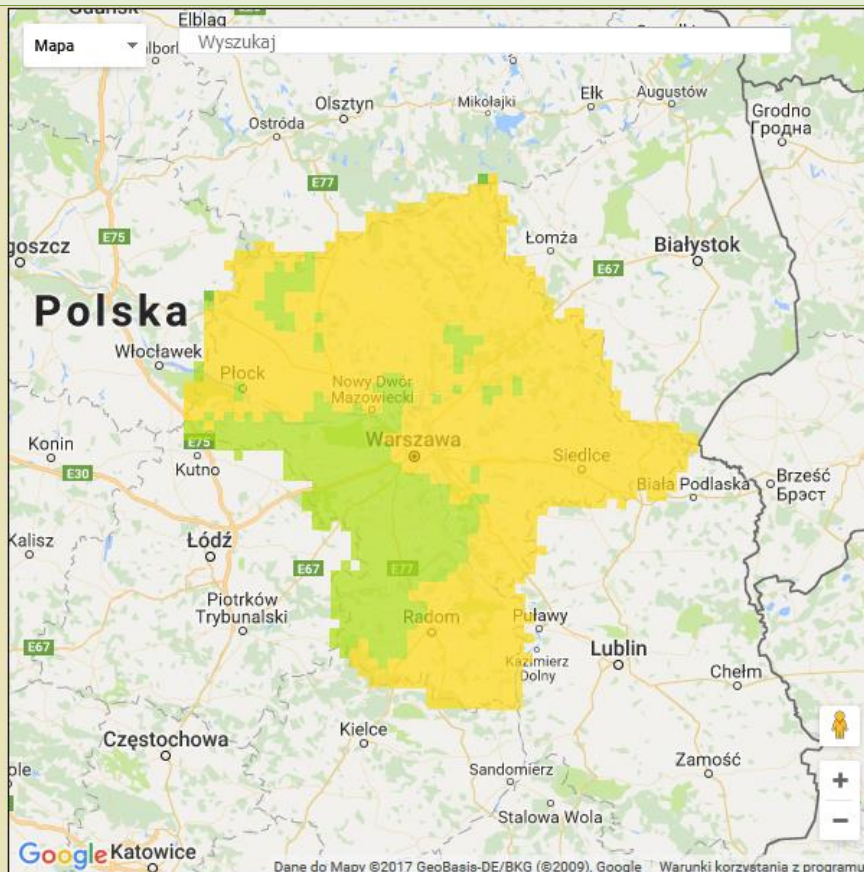 Gdańsk
Elbląg
Mapa
Wyszukaj
Olsztyn
Mikołajki
Ełk
Augustów
Ostróda
Grodno
Гродна
E77
E75
goszcz
Łomża
Białystok
E67
Polska
Włocławek
Płock
Nowy Dwór
Mazowiecki
Warszawa
Konin
E75
Siedlce
Kutno
E30
Biała Podlaska
Brześć
Брэст
Kalisz
Łódź
E67
E77
Piotrków
Trybunalski
Radom
Puławy
E67
Lublin
Kazimierz
Dolny
Chełm
Kielce
Częstochowa
Zamość
Sandomierz
ole
Stalowa Wola
Google
Katowice
Dane do Mapy ©2017 GeoBasis-DE/BKG (©2009), Google
Warunki korzystania z programu